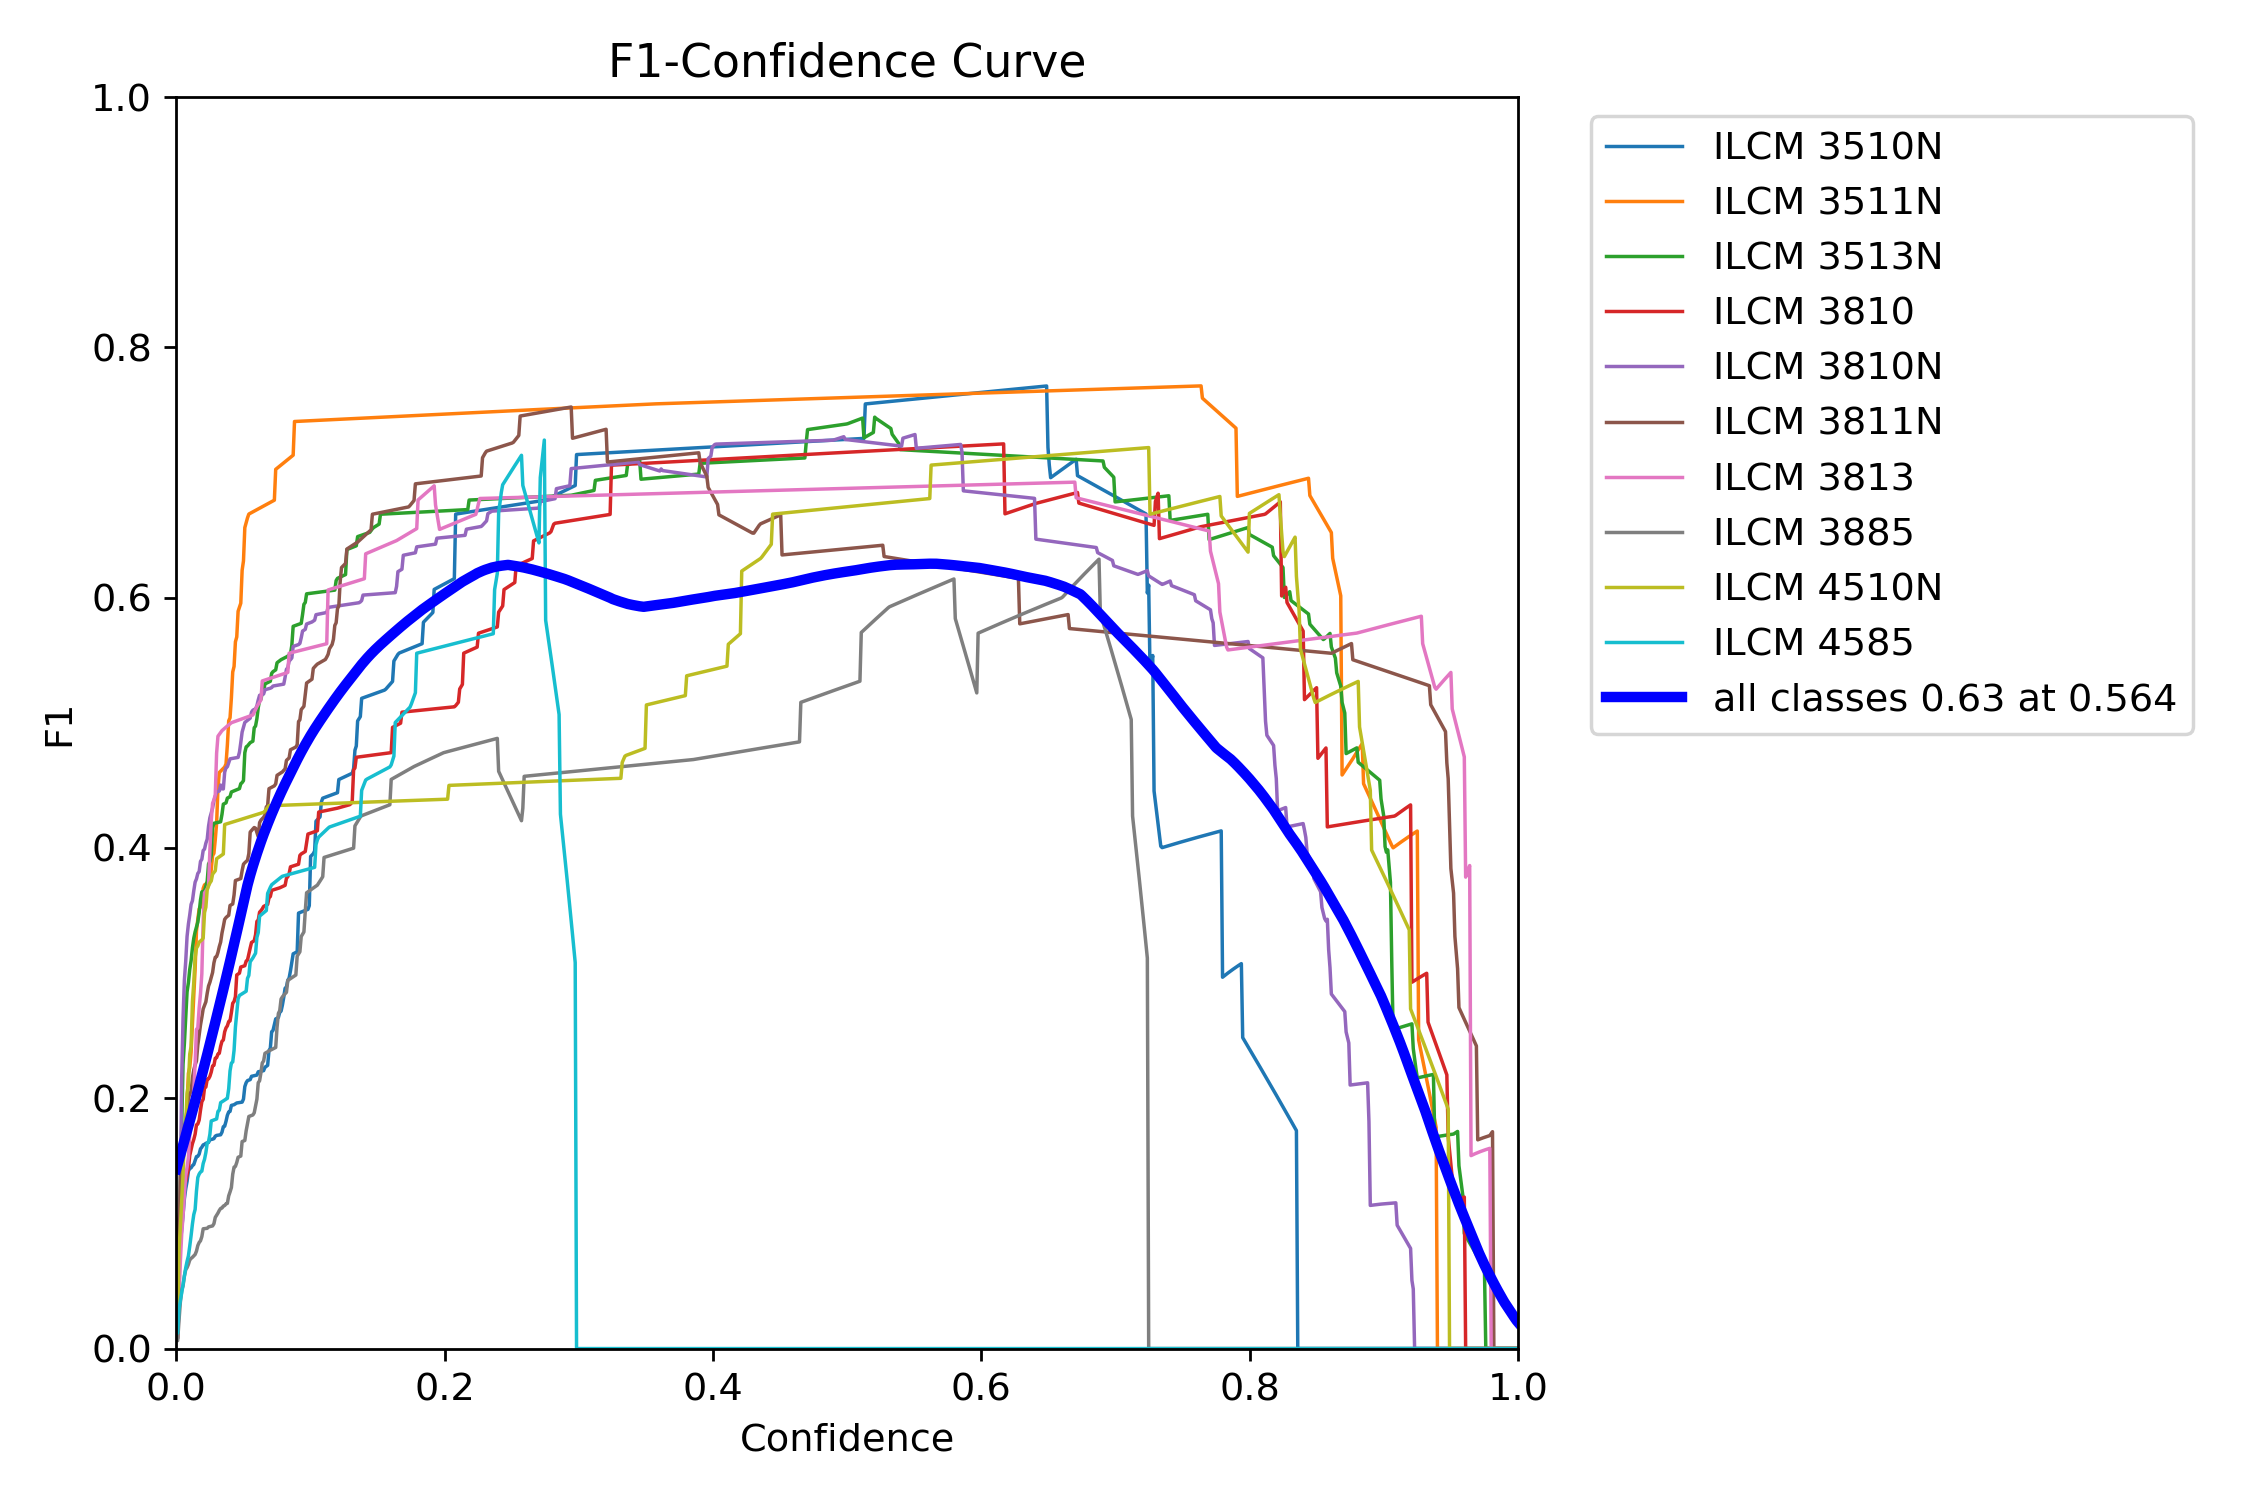 F1-Confidence Curve
1.0
0.8
0.6
0.4
0.2
0.0
F1
0.0 0.2 0.4 0.6 0.8 1.0
Confidence
ILCM 3510N
ILCM 3511N
ILCM 3513N
ILCM 3810
ILCM 3810N
ILCM 3811N
ILCM 3813
ILCM 3885
ILCM 4510N
ILCM 4585
all classes 0.63 at 0.564